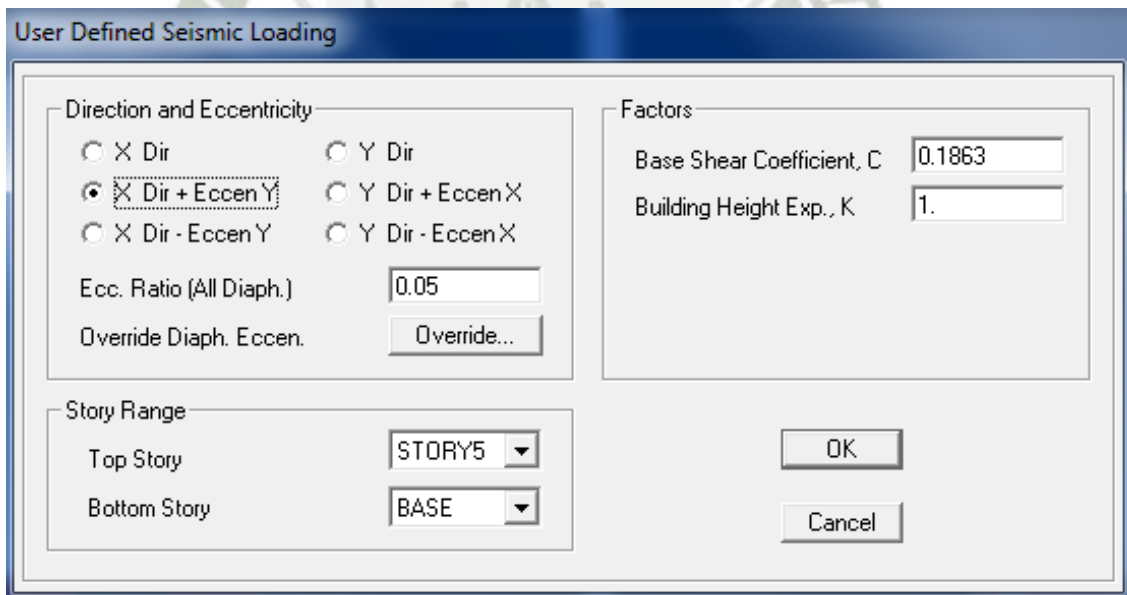 User Defined Seismic Loading
Direction and Eccentricity
X Dir Y Dir
X Dir + Eccen Y Y Dir + Eccen X
X Dir - Eccen Y Y Dir - Eccen X
Ecc. Ratio (All Diaph.) 0.05
Override Diaph. Eccen. Override...
Factors
Base Shear Coefficient, C 0.1863
Building Height Exp., K 1.
Story Range
Top Story STORY5
Bottom Story BASE
OK
Cancel